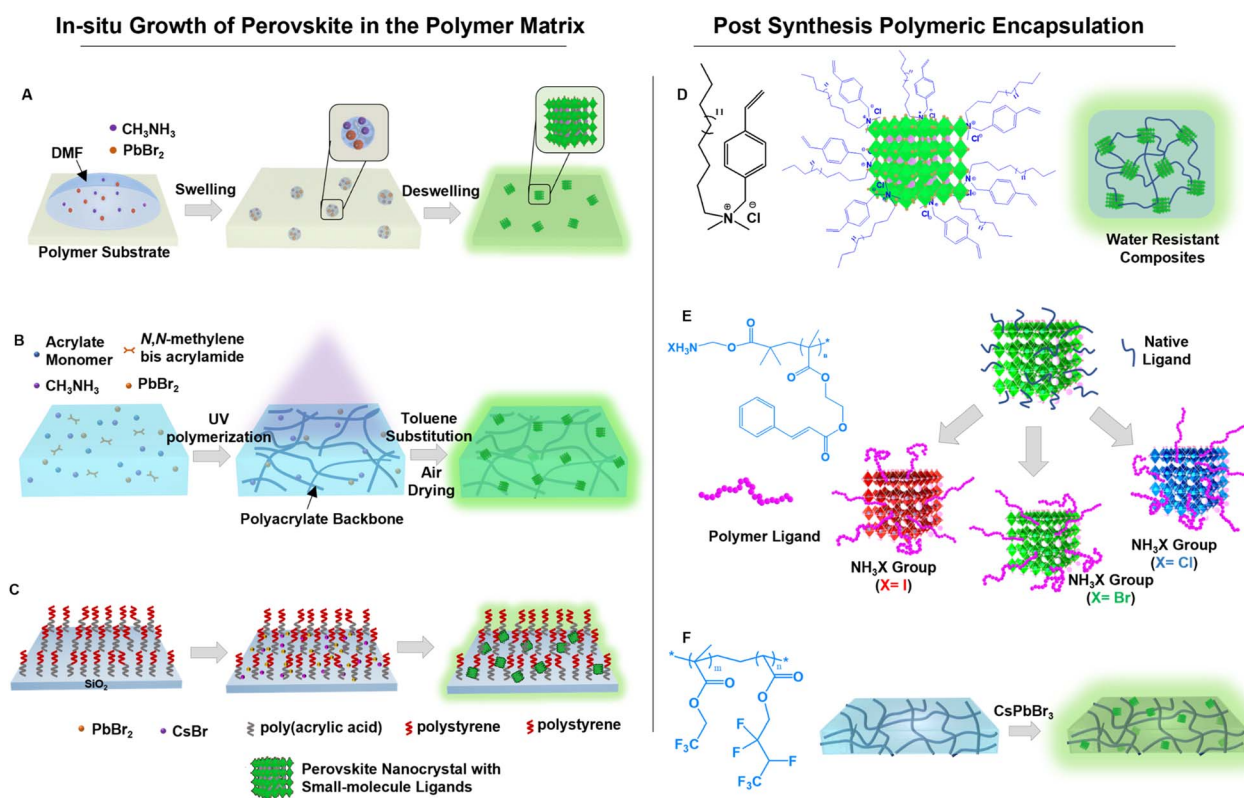 In-situ Growth of Perovskite in the Polymer Matrix
A
CH₃NH₃
PbBr₂
DMF
Swelling
Deswelling
Polymer Substrate
B
Acrylate
Monomer
N,N-methylene
bis acrylamide
CH₃NH₃
PbBr₂
UV
polymerization
Toluene
Substitution
Air
Drying
Polyacrylate Backbone
C
SiO₂
PbBr₂
CsBr
poly(acrylic acid)
polystyrene
polystyrene
Perovskite Nanocrystal with
Small-molecule Ligands
Post Synthesis Polymeric Encapsulation
D
11
N⊕
⊖Cl
Water Resistant
Composites
E
XH₃N
O
O
*
n
O
O
O
O
Native
Ligand
Polymer Ligand
NH₃X Group
(X= I)
NH₃X Group
(X= Br)
NH₃X Group
(X= Cl)
F
*
m
n
*
O
O
O
O
F₃C
F
F
F
F₃C
CsPbBr₃